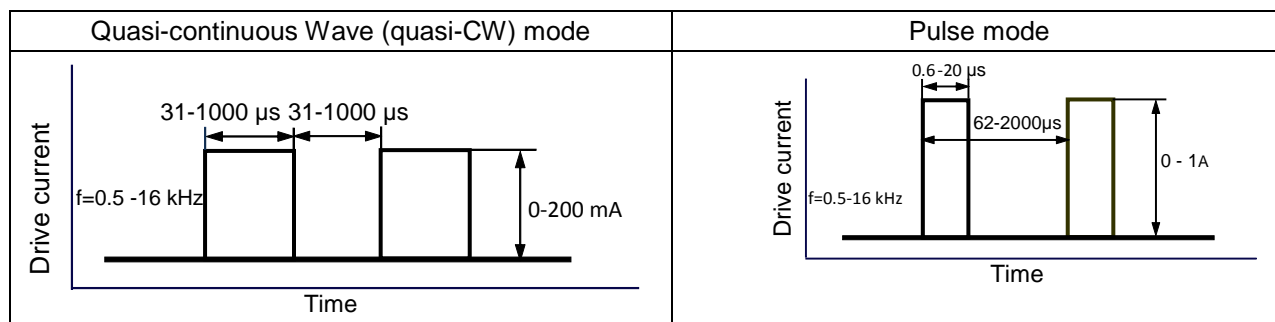 Quasi-continuous Wave (quasi-CW) mode
31-1000 µs 31-1000 µs
f=0.5 -16 kHz
0-200 mA
Drive current
Time
Pulse mode
0.6-20 µs
62-2000µs
0 - 1A
f=0.5-16 kHz
Drive current
Time